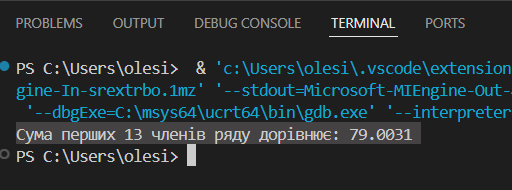 PROBLEMS OUTPUT DEBUG CONSOLE TERMINAL PORTS
PS C:\Users\olesi> & 'c:\Users\olesi\.vscode\extension
gine-In-srextrbo.1mz' '--stdout=Microsoft-MIEngine-Out-
'--dbgExe=C:\msys64\ucrt64\bin\gdb.exe' '--interpreter
Сума перших 13 членів ряду дорівнює: 79.0031
PS C:\Users\olesi>